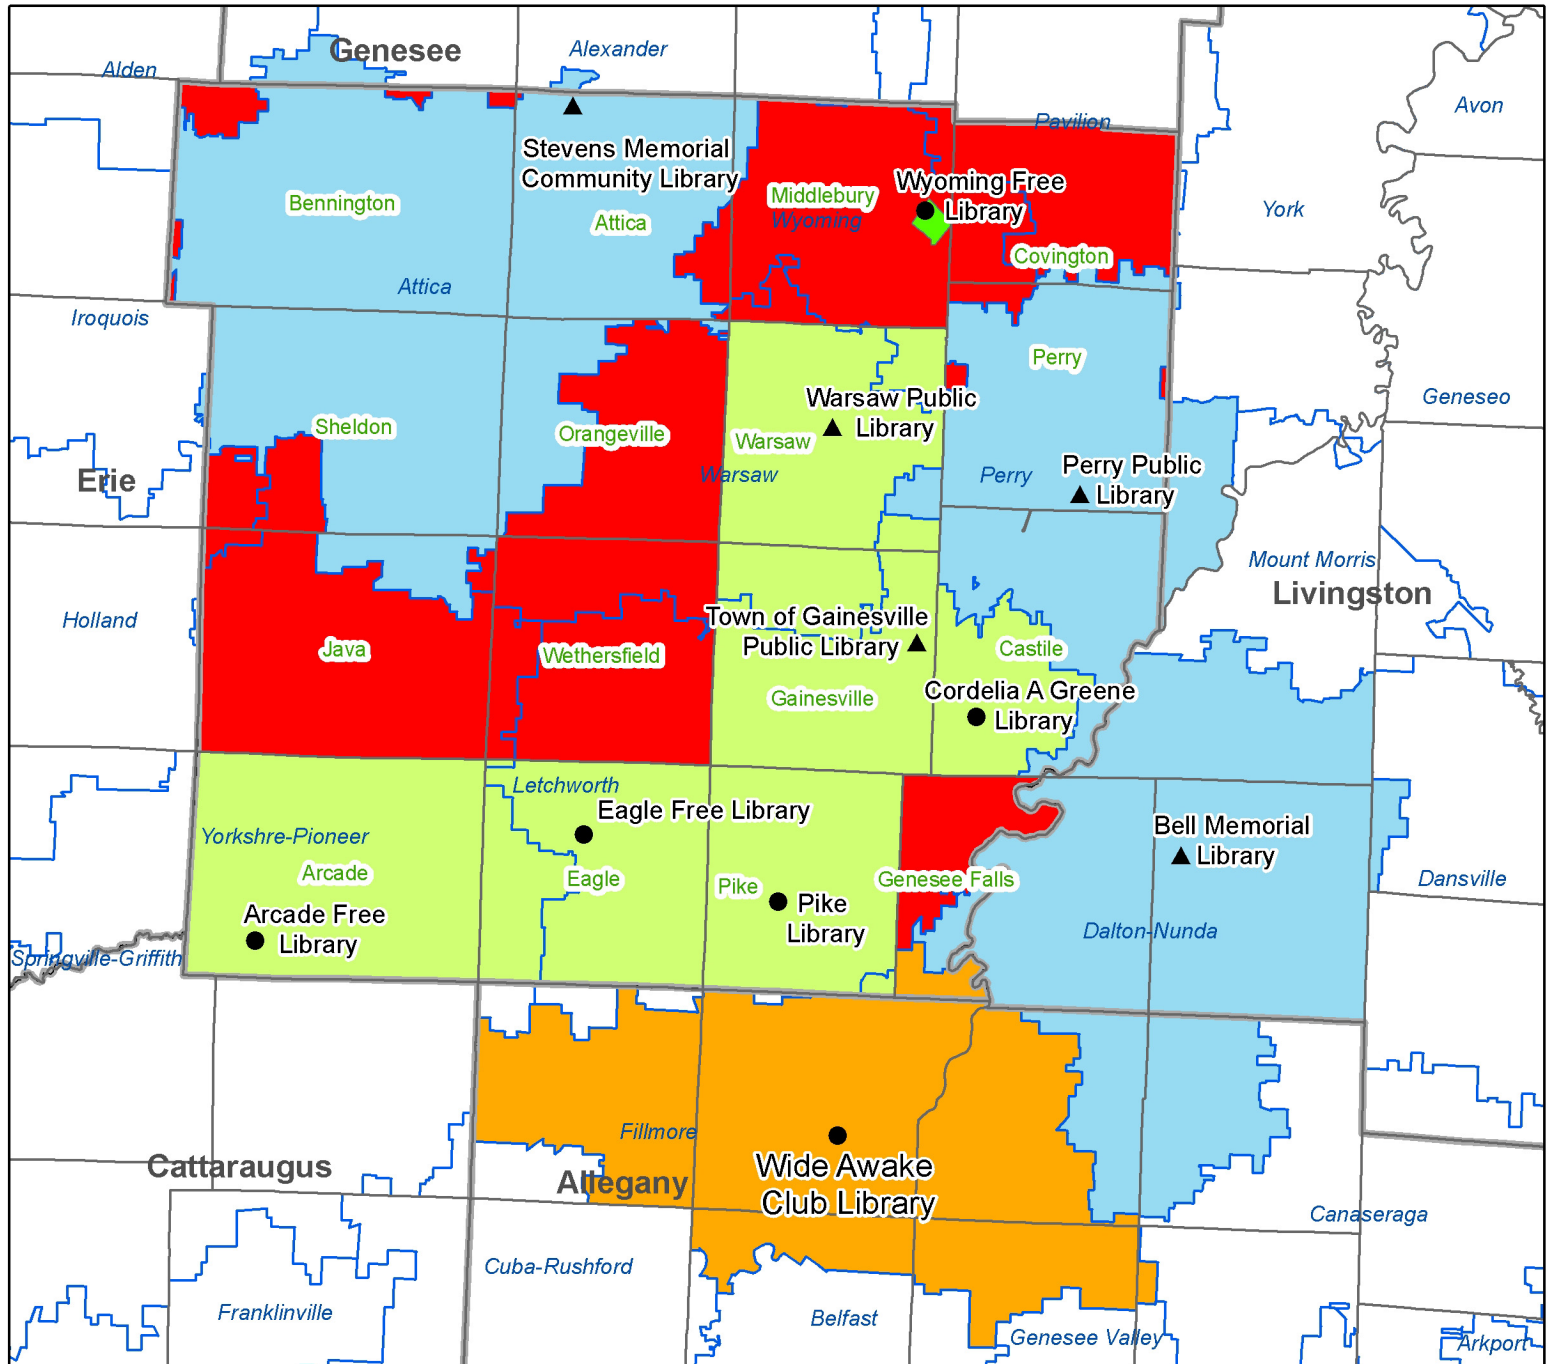 Genesee
Alexander
Alden
Avon
Pavilion
Stevens Memorial
Community Library
Wyoming Free
Library
Bennington
Middlebury
Wyoming
York
Attica
Covington
Attica
Iroquois
Perry
Geneseo
Warsaw Public
Library
Sheldon
Orangeville
Warsaw
Warsaw
Perry
Perry Public
Library
Erie
Mount Morris
Livingston
Holland
Town of Gainesville
Public Library
Java
Wethersfield
Castile
Gainesville
Cordelia A Greene
Library
Letchworth
Eagle Free Library
Yorkshre-Pioneer
Bell Memorial
Library
Arcade
Eagle
Pike
Genesee Falls
Dansville
Arcade Free
Library
Pike
Library
Dalton-Nunda
Springville-Griffith
Fillmore
Cattaraugus
Allegany
Wide Awake
Club Library
Canaseraga
Cuba-Rushford
Franklinville
Belfast
Genesee Valley
Arkport